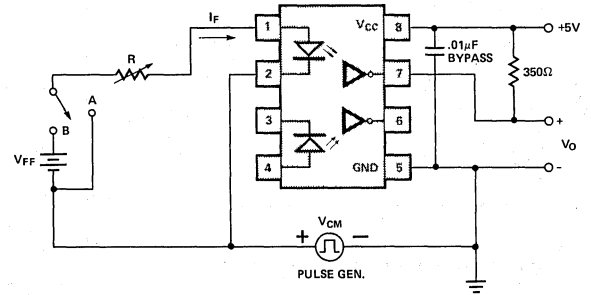 I_F
1
V_CC
8
+5V
R
.01µF
BYPASS
2
7
350Ω
A
3
6
+
B
V_O
V_FF
4
GND
5
-
V_CM
+
–
PULSE GEN.